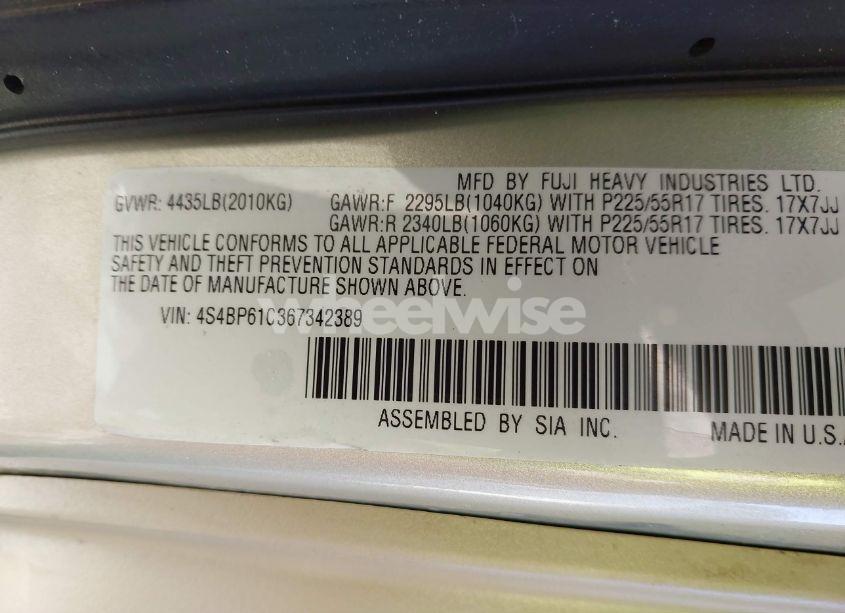 MFD BY FUJI HEAVY INDUSTRIES LTD.
GVWR: 4435LB(2010KG) GAWR:F 2295LB(1040KG) WITH P225/55R17 TIRES. 17X7JJ
GAWR:R 2340LB(1060KG) WITH P225/55R17 TIRES. 17X7JJ
THIS VEHICLE CONFORMS TO ALL APPLICABLE FEDERAL MOTOR VEHICLE
SAFETY AND THEFT PREVENTION STANDARDS IN EFFECT ON
THE DATE OF MANUFACTURE SHOWN ABOVE.
wheelwise
VIN: 4S4BP61C367342389
ASSEMBLED BY SIA INC.
MADE IN U.S.A